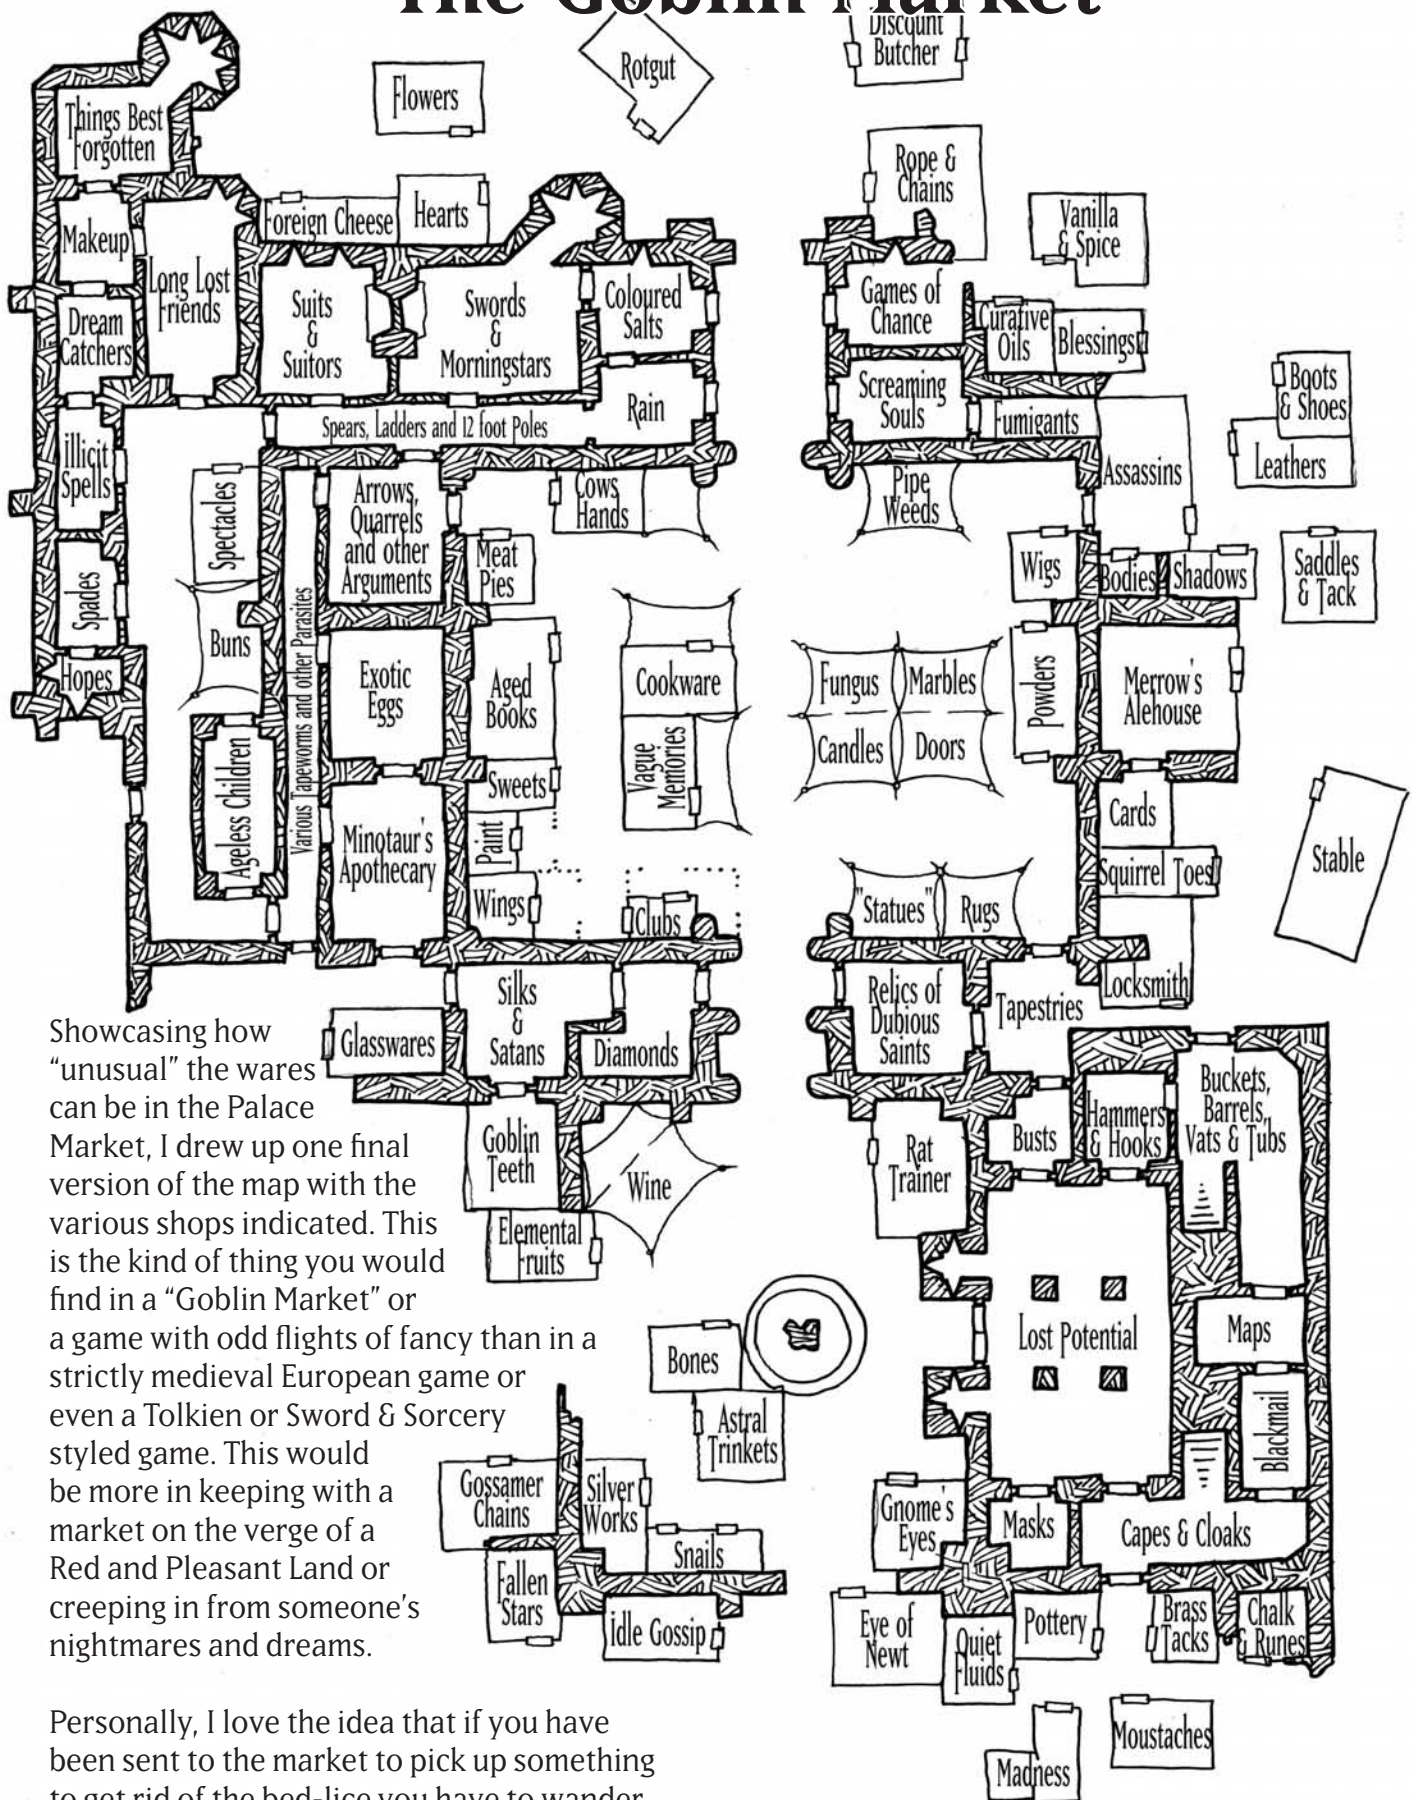 The Goblin Market
Discount
Butcher
Rotgut
Flowers
Things Best
Forgotten
Rope &
Chains
Foreign Cheese
Hearts
Vanilla
& Spice
Makeup
Long Lost
Friends
Suits
&
Suitors
Swords
&
Morningstars
Coloured
Salts
Games of
Chance
Curative
Oils
Blessings
Dream
Catchers
Boots
& Shoes
Screaming
Souls
Rain
Spears, Ladders and 12 foot Poles
Fumigants
illicit
Spells
Leathers
Assassins
Spectacles
Arrows,
Quarrels
and other
Arguments
Cows
Hands
Pipe
Weeds
Meat
Pies
Wigs
Bodies
Shadows
Saddles
& Tack
Spades
Buns
Various Tapeworms and other Parasites
Hopes
Exotic
Eggs
Aged
Books
Cookware
Fungus
Marbles
Powders
Merrow's
Alehouse
Candles
Doors
Vague
Memories
Sweets
Ageless Children
Minotaur's
Apothecary
Paint
Cards
Squirrel Toes
Stable
Wings
Clubs
"Statues"
Rugs
Locksmith
Silks
&
Satans
Diamonds
Glasswares
Relics of
Dubious
Saints
Tapestries
Showcasing how
“unusual” the wares
can be in the Palace
Market, I drew up one final
version of the map with the
various shops indicated. This
is the kind of thing you would
find in a “Goblin Market” or
a game with odd flights of fancy than in a
strictly medieval European game or
even a Tolkien or Sword & Sorcery
styled game. This would
be more in keeping with a
market on the verge of a
Red and Pleasant Land or
creeping in from someone’s
nightmares and dreams.
Goblin
Teeth
Wine
Elemental
Fruits
Rat
Trainer
Busts
Hammers
& Hooks
Buckets,
Barrels,
Vats & Tubs
Lost Potential
Maps
Bones
Astral
Trinkets
Blackmail
Gossamer
Chains
Silver
Works
Snails
Fallen
Stars
idle Gossip
Gnome's
Eyes
Masks
Capes & Cloaks
Eye of
Newt
Quiet
Fluids
Pottery
Brass
Tacks
Chalk
& Runes
Madness
Moustaches
Personally, I love the idea that if you have
been sent to the market to pick up something
to get rid of the bed-lice you have to wander